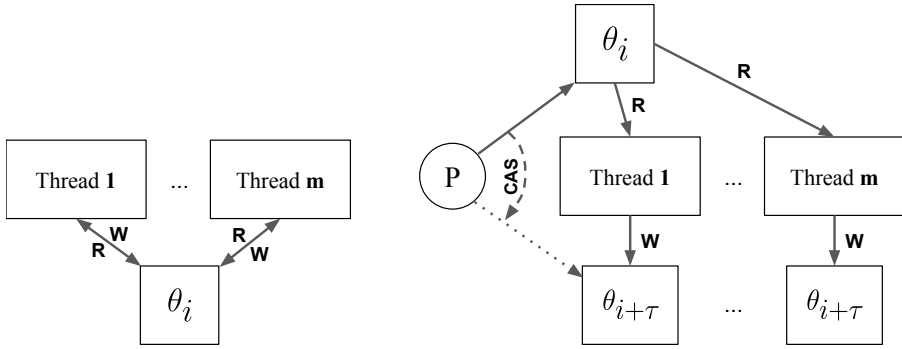 Thread 1 ... Thread m
R W R W
θi
θi
R R
P CAS Thread 1 ... Thread m
W W
θi+τ ... θi+τ